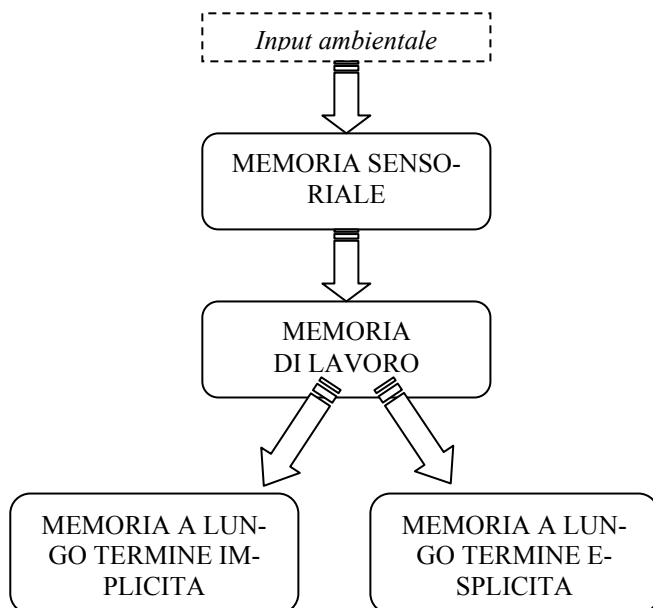 Input ambientale
MEMORIA SENSO-
RIALE
MEMORIA
DI LAVORO
MEMORIA A LUN-
GO TERMINE IM-
PLICITA
MEMORIA A LUN-
GO TERMINE E-
SPLICITA